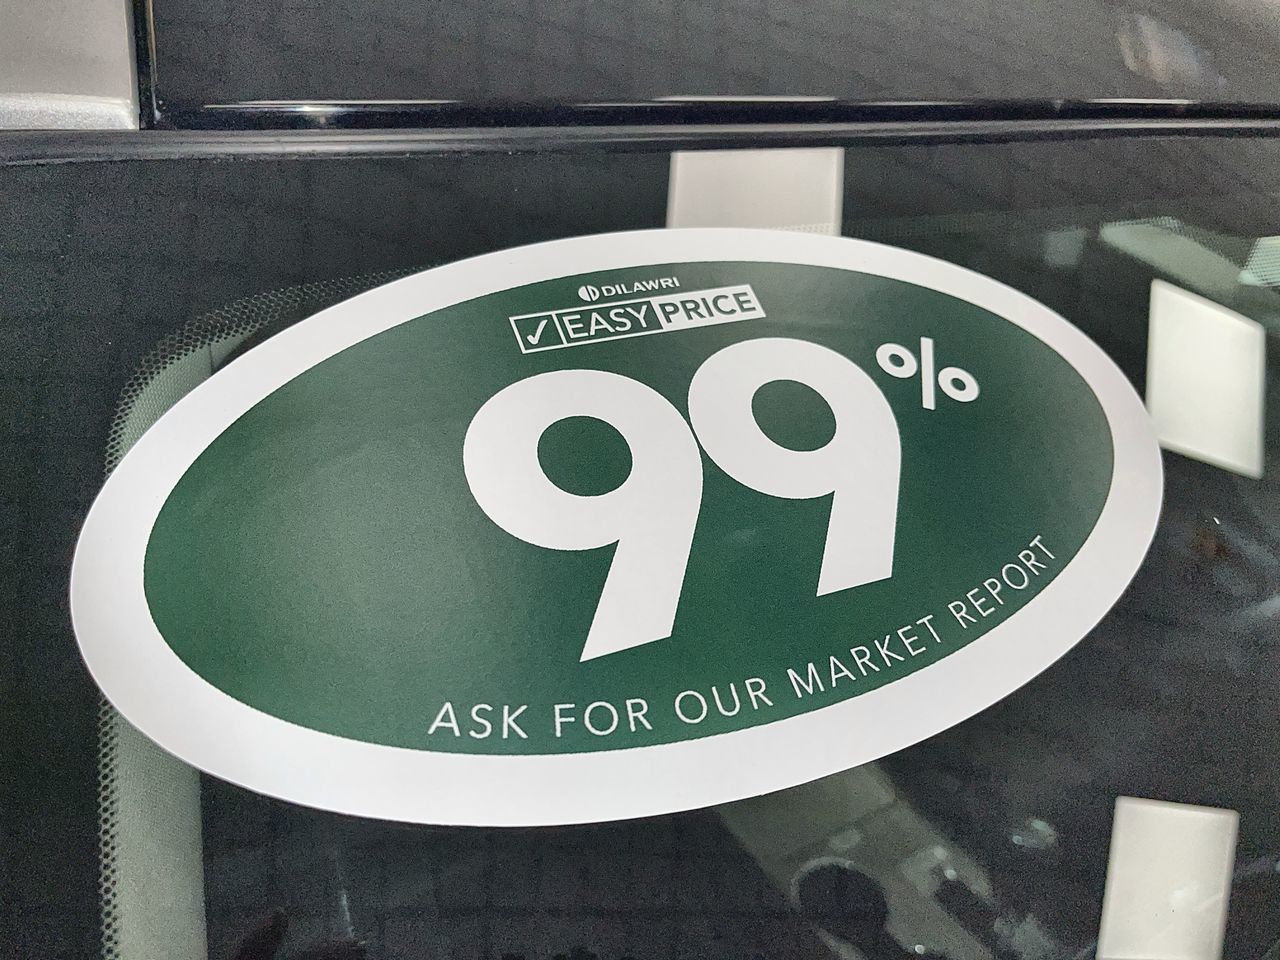 DILAWRI
✓ EASY PRICE
99%
ASK FOR OUR MARKET REPORT